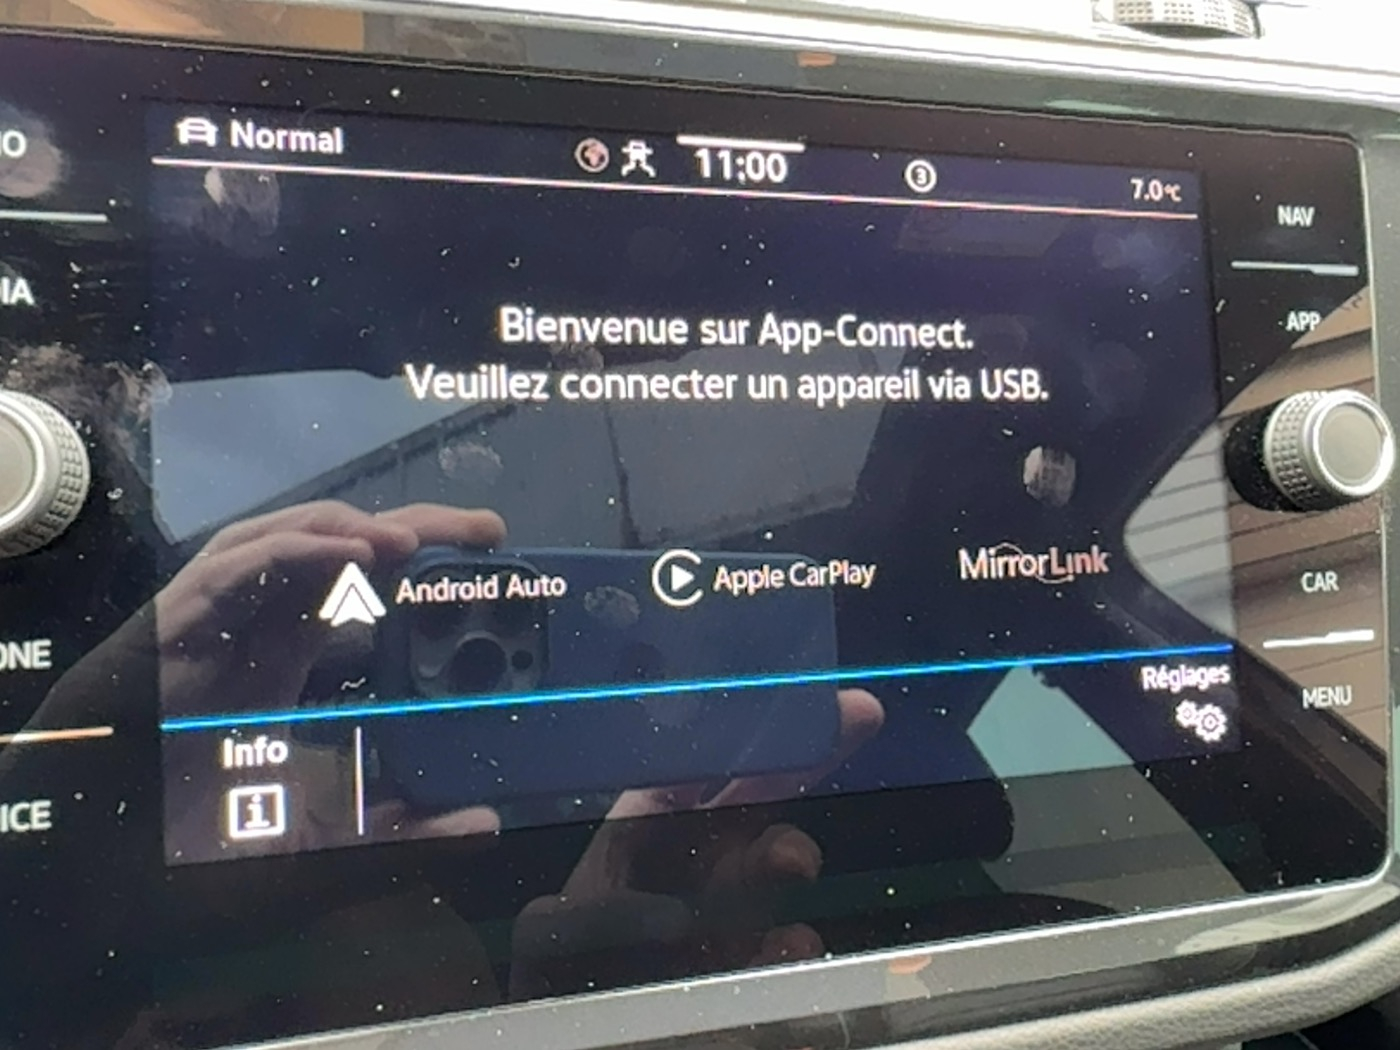 Normal
11:00
3
7.0°C
NAV
Bienvenue sur App-Connect.
Veuillez connecter un appareil via USB.
APP
Android Auto
Apple CarPlay
MirrorLink
CAR
Réglages
MENU
Info
i